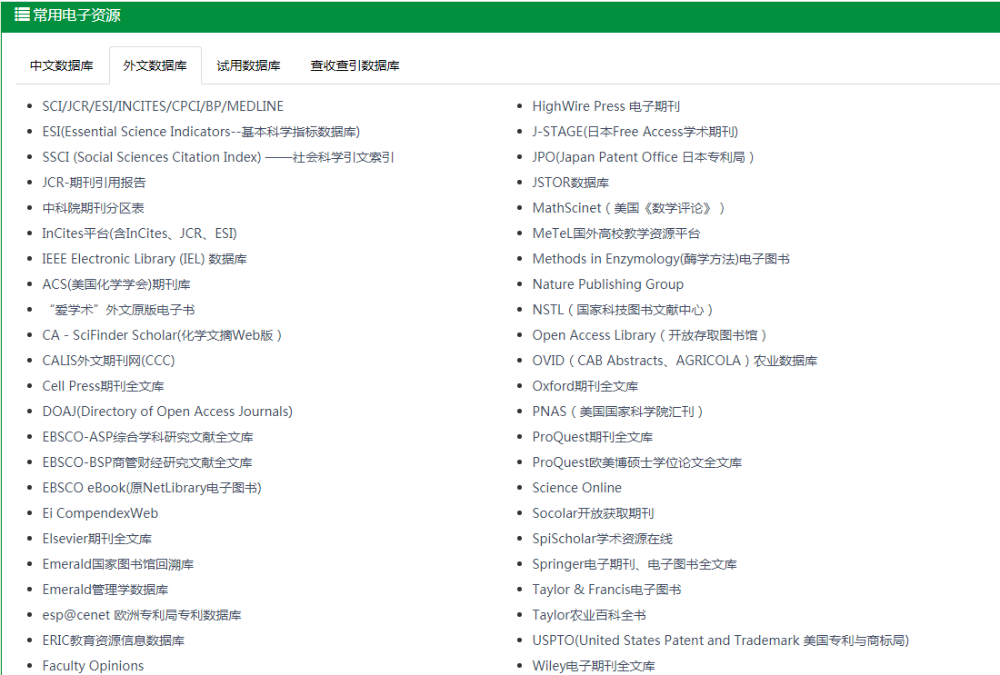 常用电子资源
中文数据库 外文数据库 试用数据库 查收查引数据库
SCI/JCR/ESI/INCITES/CPCI/BP/MEDLINE
ESI(Essential Science Indicators--基本科学指标数据库)
SSCI (Social Sciences Citation Index) ——社会科学引文索引
JCR-期刊引用报告
中科院期刊分区表
InCites平台(含InCites、JCR、ESI)
IEEE Electronic Library (IEL) 数据库
ACS(美国化学学会)期刊库
“爱学术”外文原版电子书
CA - SciFinder Scholar(化学文摘Web版）
CALIS外文期刊网(CCC)
Cell Press期刊全文库
DOAJ(Directory of Open Access Journals)
EBSCO-ASP综合学科研究文献全文库
EBSCO-BSP商管财经研究文献全文库
EBSCO eBook(原NetLibrary电子图书)
Ei CompendexWeb
Elsevier期刊全文库
Emerald国家图书馆回溯库
Emerald管理学数据库
esp@cenet 欧洲专利局专利数据库
ERIC教育资源信息数据库
Faculty Opinions
HighWire Press 电子期刊
J-STAGE(日本Free Access学术期刊)
JPO(Japan Patent Office 日本专利局）
JSTOR数据库
MathScinet（美国《数学评论》）
MeTeL国外高校教学资源平台
Methods in Enzymology(酶学方法)电子图书
Nature Publishing Group
NSTL（国家科技图书文献中心）
Open Access Library（开放存取图书馆）
OVID（CAB Abstracts、AGRICOLA）农业数据库
Oxford期刊全文库
PNAS（美国国家科学院汇刊）
ProQuest期刊全文库
ProQuest欧美博硕士学位论文全文库
Science Online
Socolar开放获取期刊
SpiScholar学术资源在线
Springer电子期刊、电子图书全文库
Taylor & Francis电子图书
Taylor农业百科全书
USPTO(United States Patent and Trademark 美国专利与商标局)
Wiley电子期刊全文库